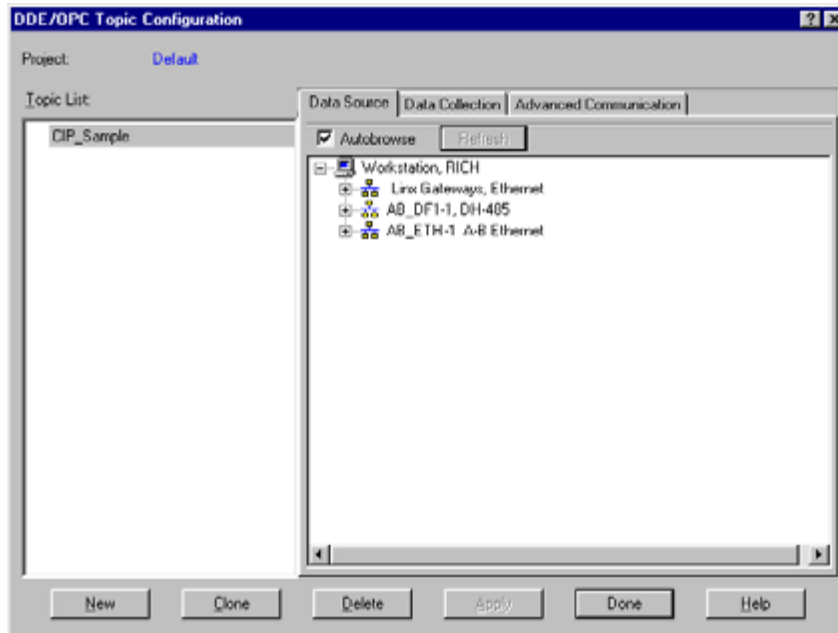 DDE/OPC Topic Configuration
Project: Default
Topic List:
CIP_Sample
Data Source Data Collection Advanced Communication
Autobrowse Refresh
Workstation, RICH
Linx Gateways, Ethernet
AB_DF1-1, DH-485
AB_ETH-1 A-B Ethernet
New Clone Delete Apply Done Help